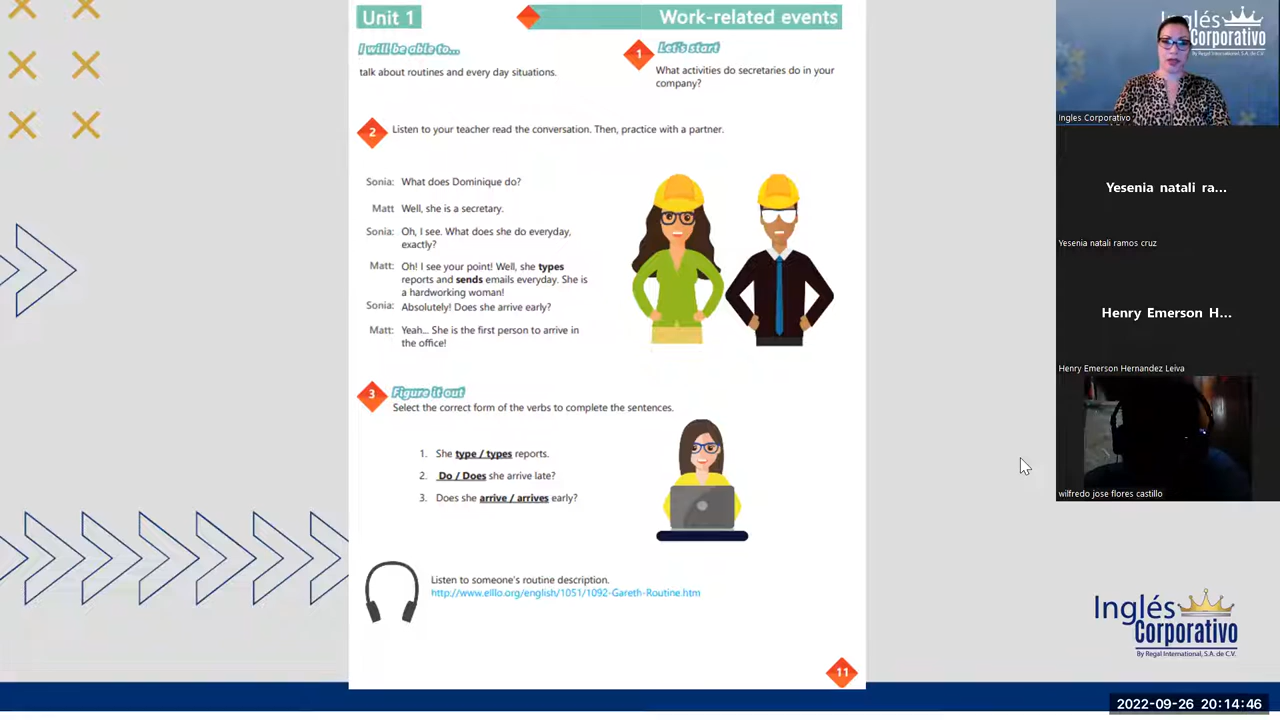 Unit 1
Work-related events
I will be able to...
talk about routines and every day situations.
1
Let's start
What activities do secretaries do in your
company?
2
Listen to your teacher read the conversation. Then, practice with a partner.
Sonia: What does Dominique do?
Matt Well, she is a secretary.
Sonia: Oh, I see. What does she do everyday,
exactly?
Matt: Oh! I see your point! Well, she types
reports and sends emails everyday. She is
a hardworking woman!
Sonia: Absolutely! Does she arrive early?
Matt: Yeah... She is the first person to arrive in
the office!
3
Figure it out
Select the correct form of the verbs to complete the sentences.
1. She type / types reports.
2. Do / Does she arrive late?
3. Does she arrive / arrives early?
Listen to someone's routine description.
http://www.elllo.org/english/1051/1092-Gareth-Routine.htm
11
Inglés
Corporativo
By Regal International, S.A. de C.V.
Ingles Corporativo
Yesenia natali ra...
Yesenia natali ramos cruz
Henry Emerson H...
Henry Emerson Hernandez Leiva
wilfredo jose flores castillo
Inglés
Corporativo
By Regal International, S.A. de C.V.
2022-09-26 20:14:46